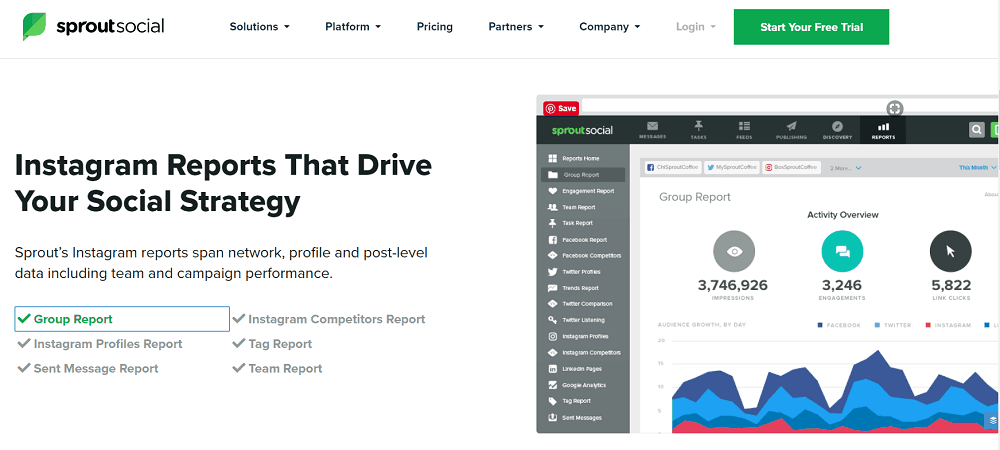 sproutsocial
Solutions
Platform
Pricing
Partners
Company
Login
Start Your Free Trial
Instagram Reports That Drive
Your Social Strategy
Sprout's Instagram reports span network, profile and post-level
data including team and campaign performance.
Group Report
Instagram Competitors Report
Instagram Profiles Report
Tag Report
Sent Message Report
Team Report
Save
sproutsocial
MESSAGES
TASKS
FEEDS
PUBLISHING
DISCOVERY
REPORTS
Reports Home
Group Report
Engagement Report
Team Report
Task Report
Facebook Report
Facebook Competitors
Twitter Profiles
Trends Report
Twitter Comparison
Twitter Listening
Instagram Profiles
Instagram Competitors
LinkedIn Pages
Google Analytics
Tag Report
Sent Messages
ChiSproutCoffee
MySproutCoffee
BoxSproutCoffee
2 More...
This Month
Group Report
Activity Overview
3,746,926
IMPRESSIONS
3,246
ENGAGEMENTS
5,822
LINK CLICKS
AUDIENCE GROWTH, BY DAY
FACEBOOK
TWITTER
INSTAGRAM
20
15
10
5
0